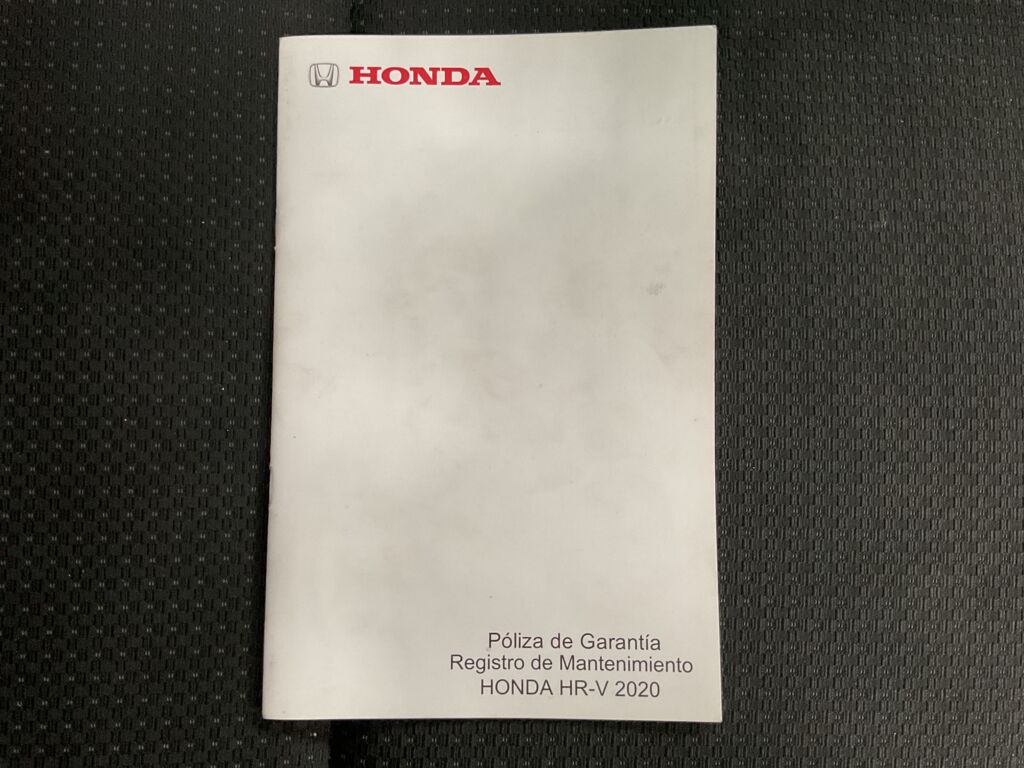 HONDA
Póliza de Garantía
Registro de Mantenimiento
HONDA HR-V 2020